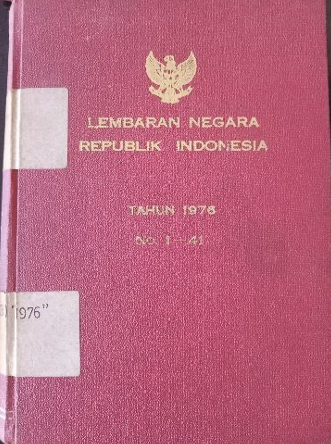 LEMBARAN NEGARA
REPUBLIK INDONESIA
TAHUN 1976
No. 1 - 41
"1976"